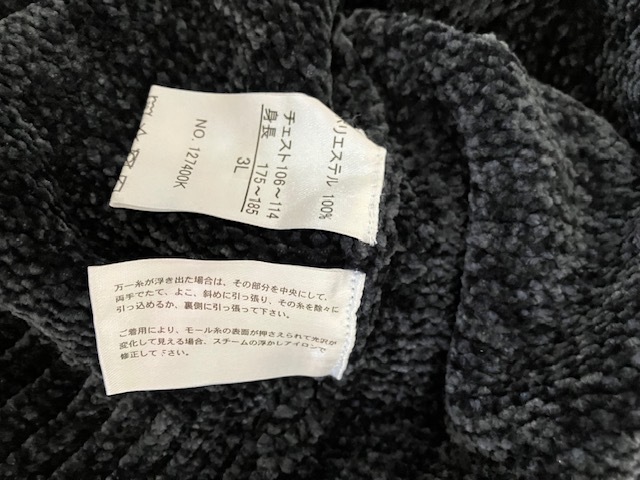 リエステル 100%
チェスト106〜114
身長 175〜185
3L
NO. 127400K
万一糸が浮き出た場合は、その部分を中央にして、
両手でたて、よこ、斜めに引っ張り、その糸を除々に
引っ込めるか、裏側に引っ張って下さい。
ご着用により、モール糸の表面が押さえられて光沢が
変化して見える場合、スチームの浮かしアイロンで
修正して下さい。